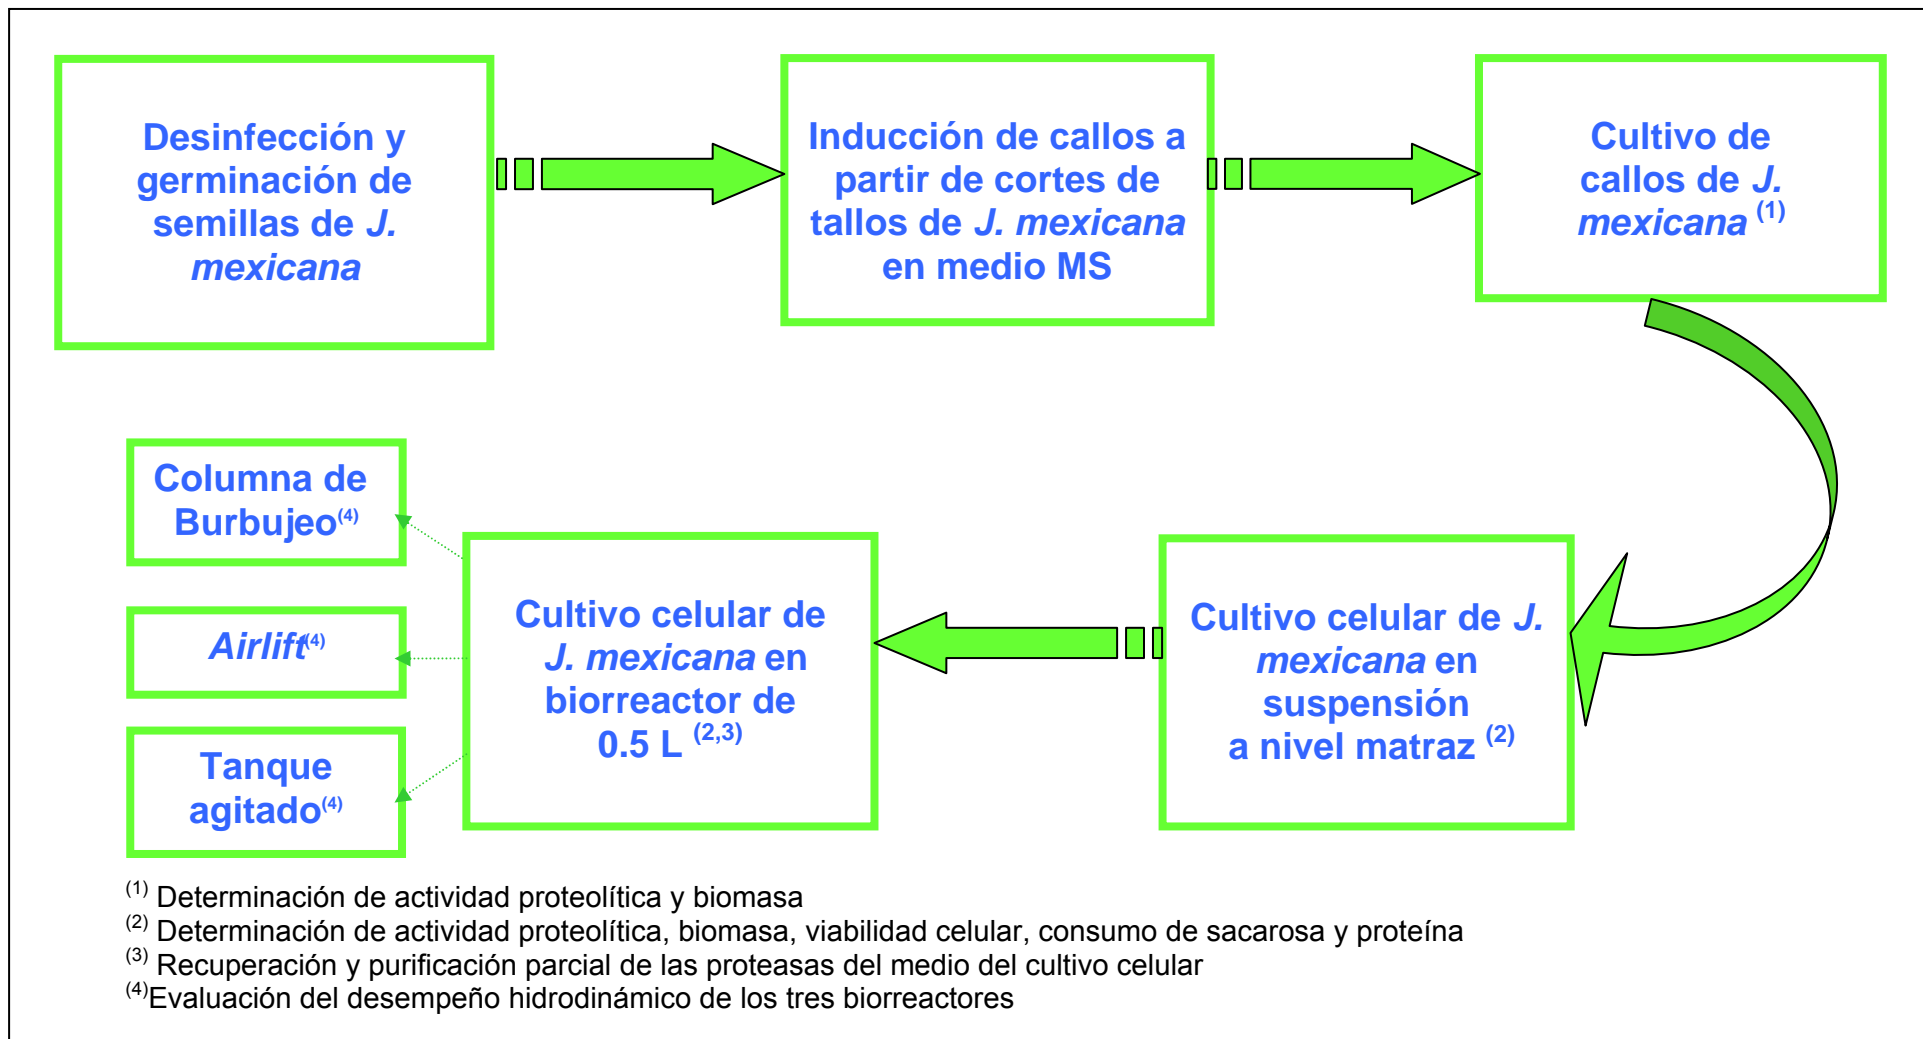 Desinfección y
germinación de
semillas de J.
mexicana
Inducción de callos a
partir de cortes de
tallos de J. mexicana
en medio MS
Cultivo de
callos de J.
mexicana (1)
Cultivo celular de J.
mexicana en
suspensión
a nivel matraz (2)
Cultivo celular de
J. mexicana en
biorreactor de
0.5 L (2,3)
Columna de
Burbujeo(4)
Airlift(4)
Tanque
agitado(4)
(1) Determinación de actividad proteolítica y biomasa
(2) Determinación de actividad proteolítica, biomasa, viabilidad celular, consumo de sacarosa y proteína
(3) Recuperación y purificación parcial de las proteasas del medio del cultivo celular
(4)Evaluación del desempeño hidrodinámico de los tres biorreactores